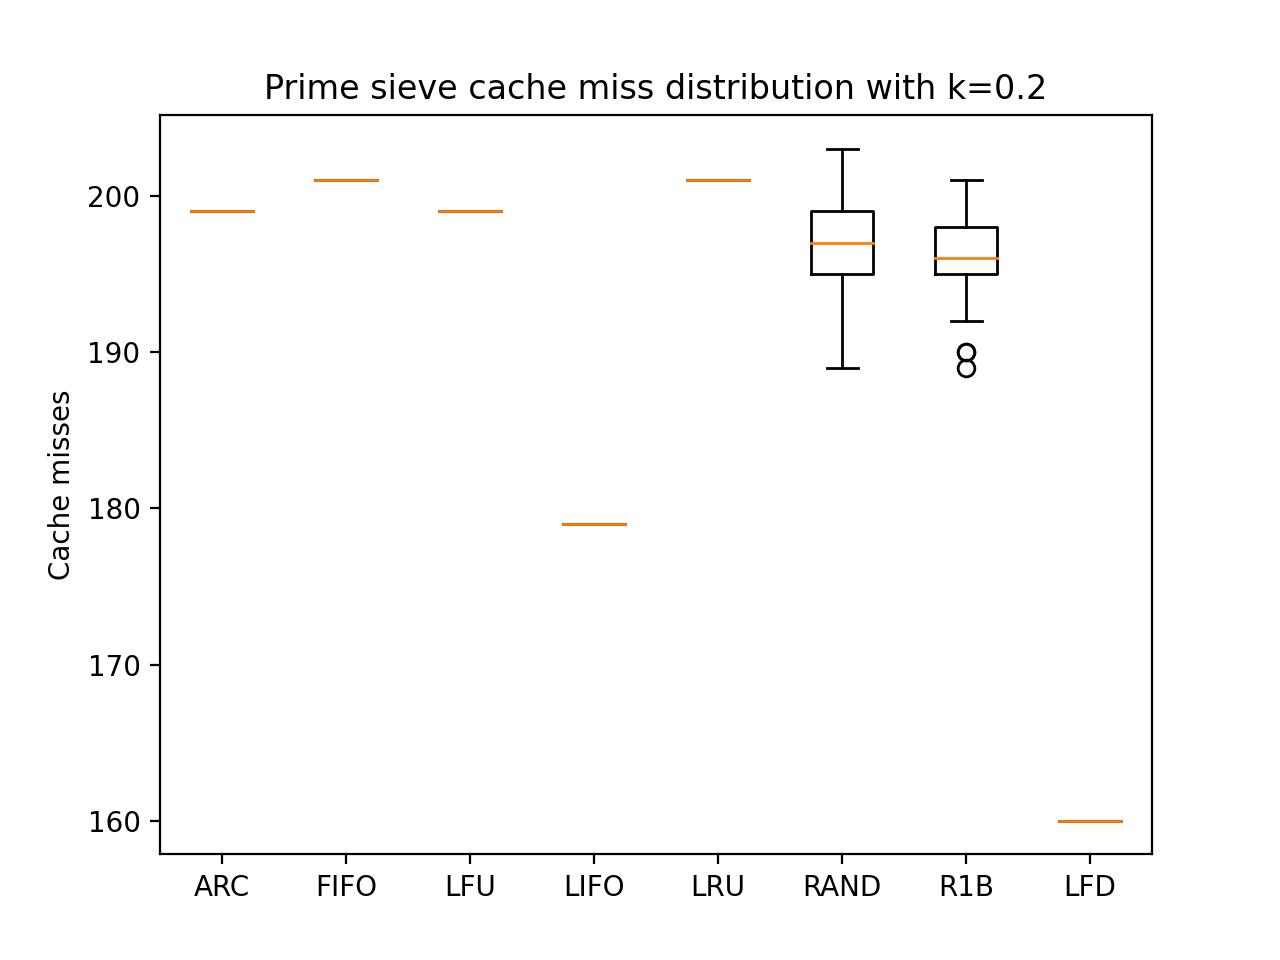 Prime sieve cache miss distribution with k=0.2
Cache misses
200
190
180
170
160
ARC FIFO LFU LIFO LRU RAND R1B LFD